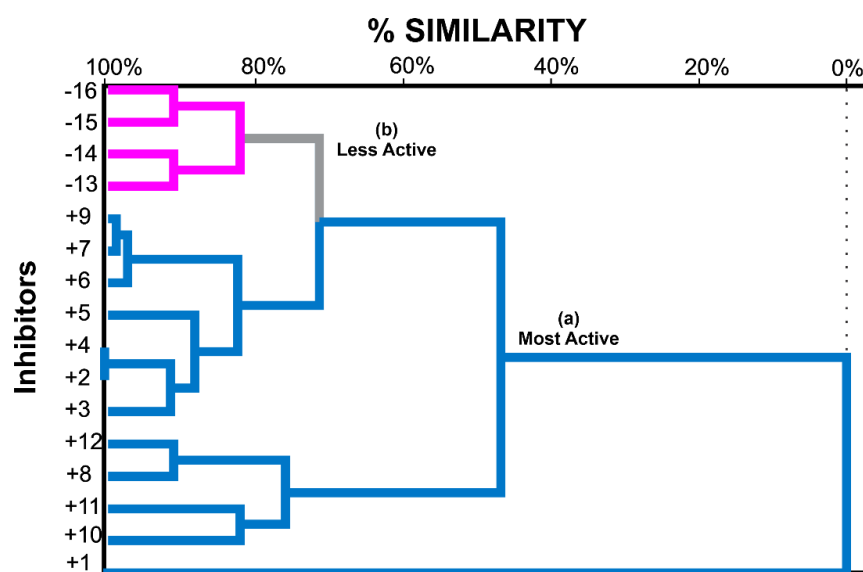 % SIMILARITY
100% 80% 60% 40% 20% 0%
-16
-15
(b)
Less Active
-14
-13
+9
+7
+6
+5
(a)
Most Active
+4
+2
+3
+12
+8
+11
+10
+1
Inhibitors